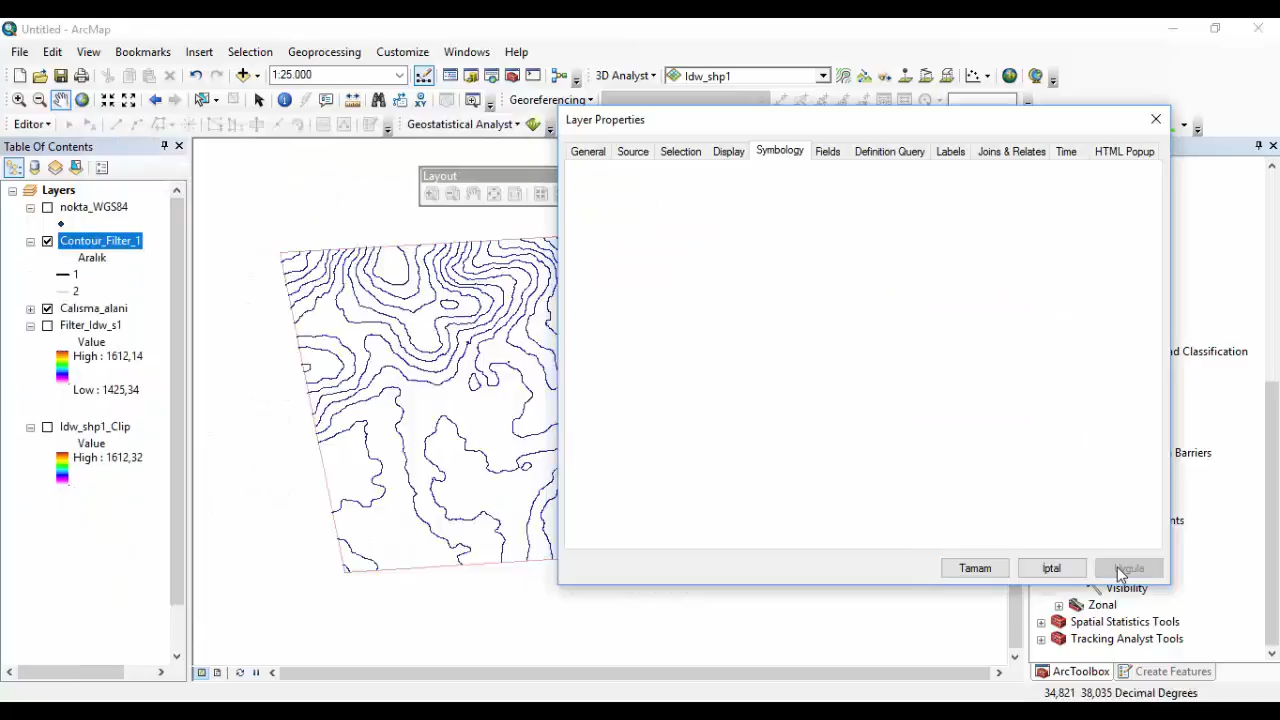 Untitled - ArcMap
File Edit View Bookmarks Insert Selection Geoprocessing Customize Windows Help
1:25.000
3D Analyst
Idw_shp1
Georeferencing
Editor
Geostatistical Analyst
Table Of Contents
Layers
nokta_WGS84
Contour_Filter_1
Aralık
1
2
Calisma_alani
Filter_Idw_s1
Value
High : 1612,14
Low : 1425,34
Idw_shp1_Clip
Value
High : 1612,32
Layout
Layer Properties
General Source Selection Display Symbology Fields Definition Query Labels Joins & Relates Time HTML Popup
Tamam İptal
d Classification
Barriers
nts
Visibility
Zonal
Spatial Statistics Tools
Tracking Analyst Tools
ArcToolbox Create Features
34,821 38,035 Decimal Degrees